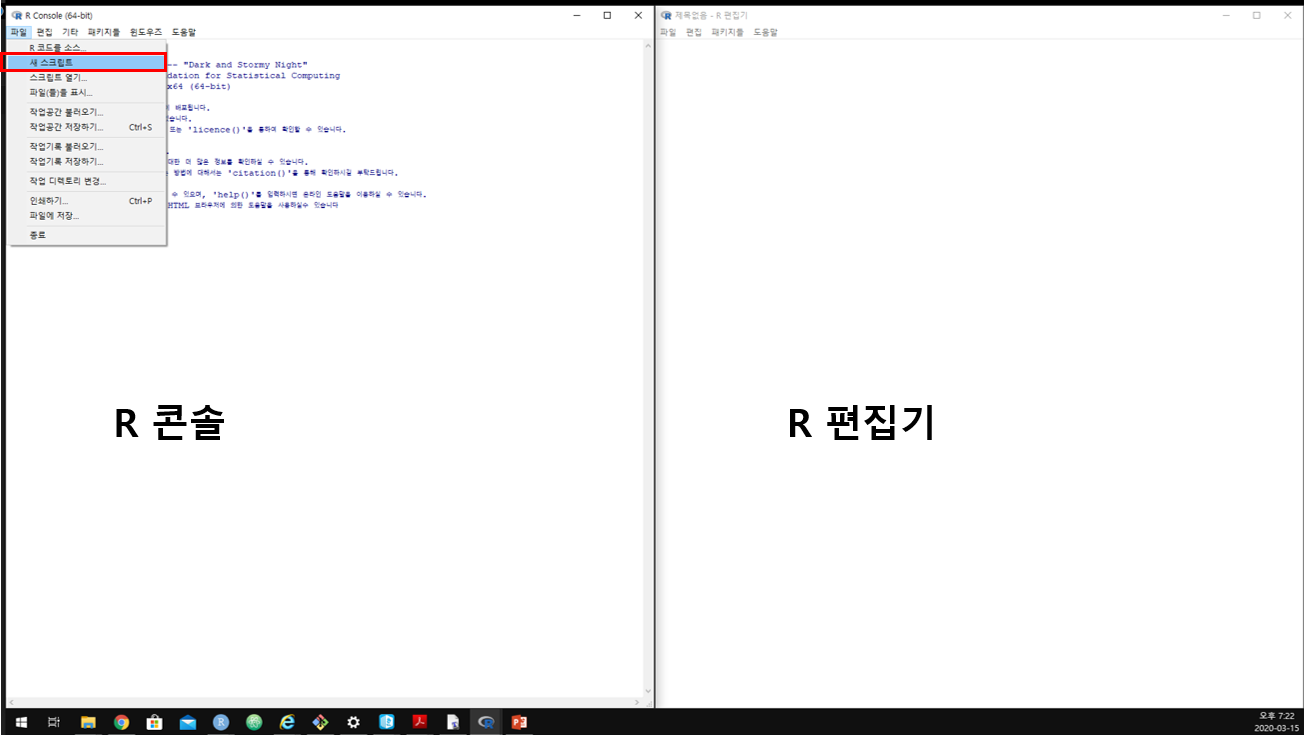 R Console (64-bit)
파일 편집 기타 패키지들 윈도우즈 도움말
R 코드를 소스...
새 스크립트
스크립트 열기...
파일(들)을 표시...
작업공간 불러오기...
작업공간 저장하기... Ctrl+S
작업기록 불러오기...
작업기록 저장하기...
작업 디렉토리 변경...
인쇄하기... Ctrl+P
파일에 저장...
종료
-- "Dark and Stormy Night"
dation for Statistical Computing
x64 (64-bit)
배포됩니다.
습니다.
또는 'licence()'을 통하여 확인할 수 있습니다.
대한 더 많은 정보를 확인하실 수 있습니다.
방법에 대해서는 'citation()'을 통해 확인하시길 부탁드립니다.
수 있으며, 'help()'를 입력하시면 온라인 도움말을 이용하실 수 있습니다.
HTML 브라우저에 의한 도움말을 사용하실수 있습니다
R 콘솔
제목없음 - R 편집기
파일 편집 패키지들 도움말
R 편집기
오후 7:22
2020-03-15